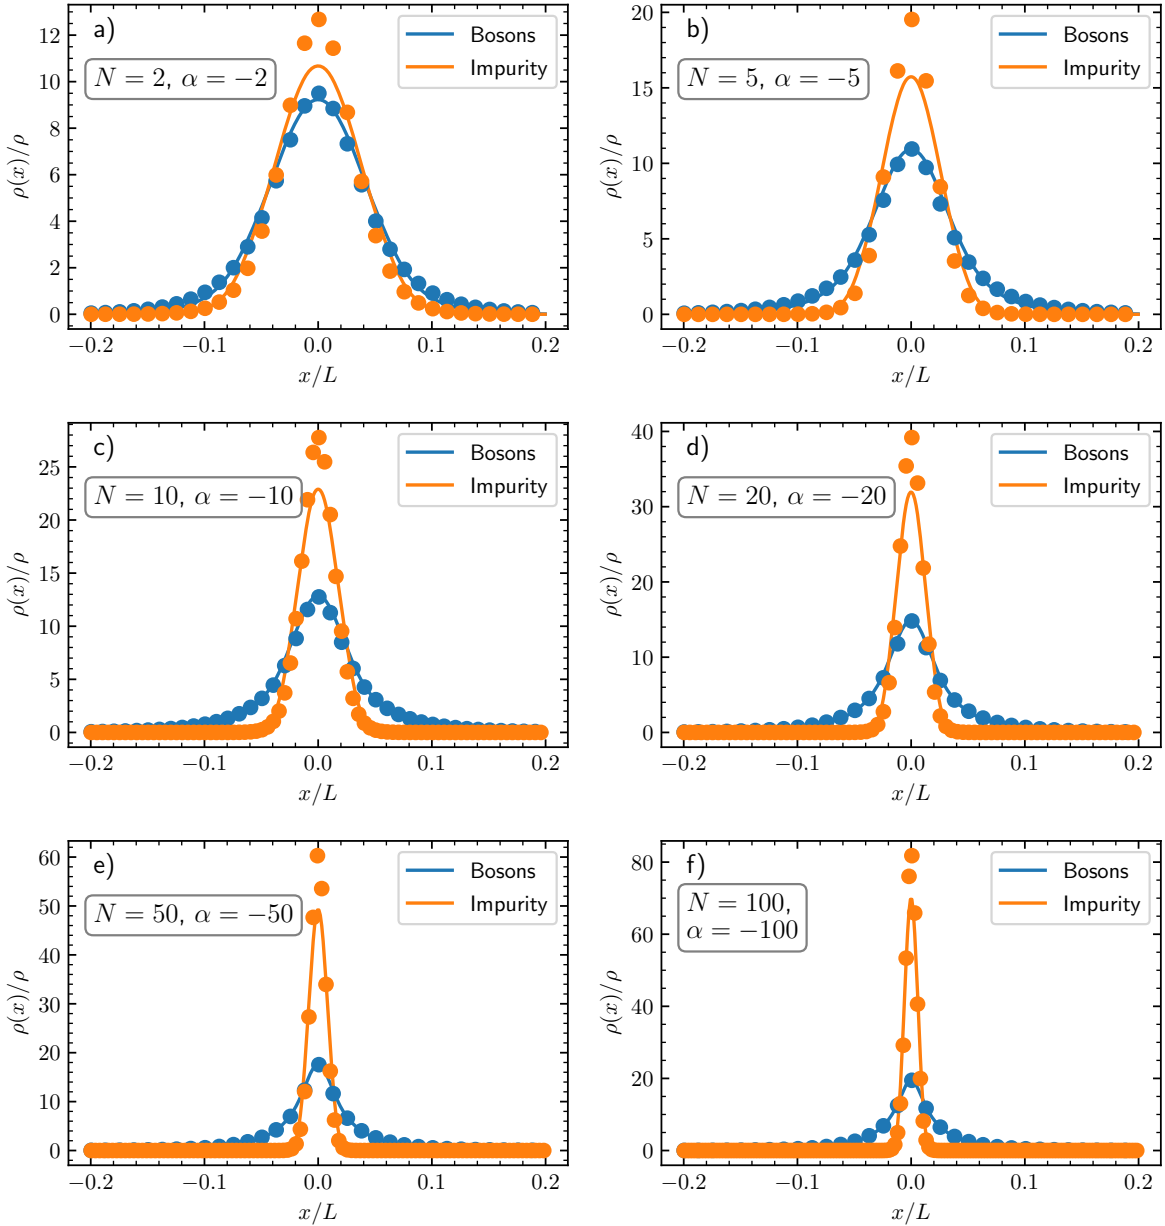 a)
Bosons
Impurity
N = 2, α = −2
12
10
8
6
4
2
0
ρ(x)/ρ
−0.2
−0.1
0.0
0.1
0.2
x/L
b)
Bosons
Impurity
N = 5, α = −5
20
15
10
5
0
ρ(x)/ρ
−0.2
−0.1
0.0
0.1
0.2
x/L
c)
Bosons
Impurity
N = 10, α = −10
25
20
15
10
5
0
ρ(x)/ρ
−0.2
−0.1
0.0
0.1
0.2
x/L
d)
Bosons
Impurity
N = 20, α = −20
40
30
20
10
0
ρ(x)/ρ
−0.2
−0.1
0.0
0.1
0.2
x/L
e)
Bosons
Impurity
N = 50, α = −50
60
50
40
30
20
10
0
ρ(x)/ρ
−0.2
−0.1
0.0
0.1
0.2
x/L
f)
Bosons
Impurity
N = 100,
α = −100
80
60
40
20
0
ρ(x)/ρ
−0.2
−0.1
0.0
0.1
0.2
x/L